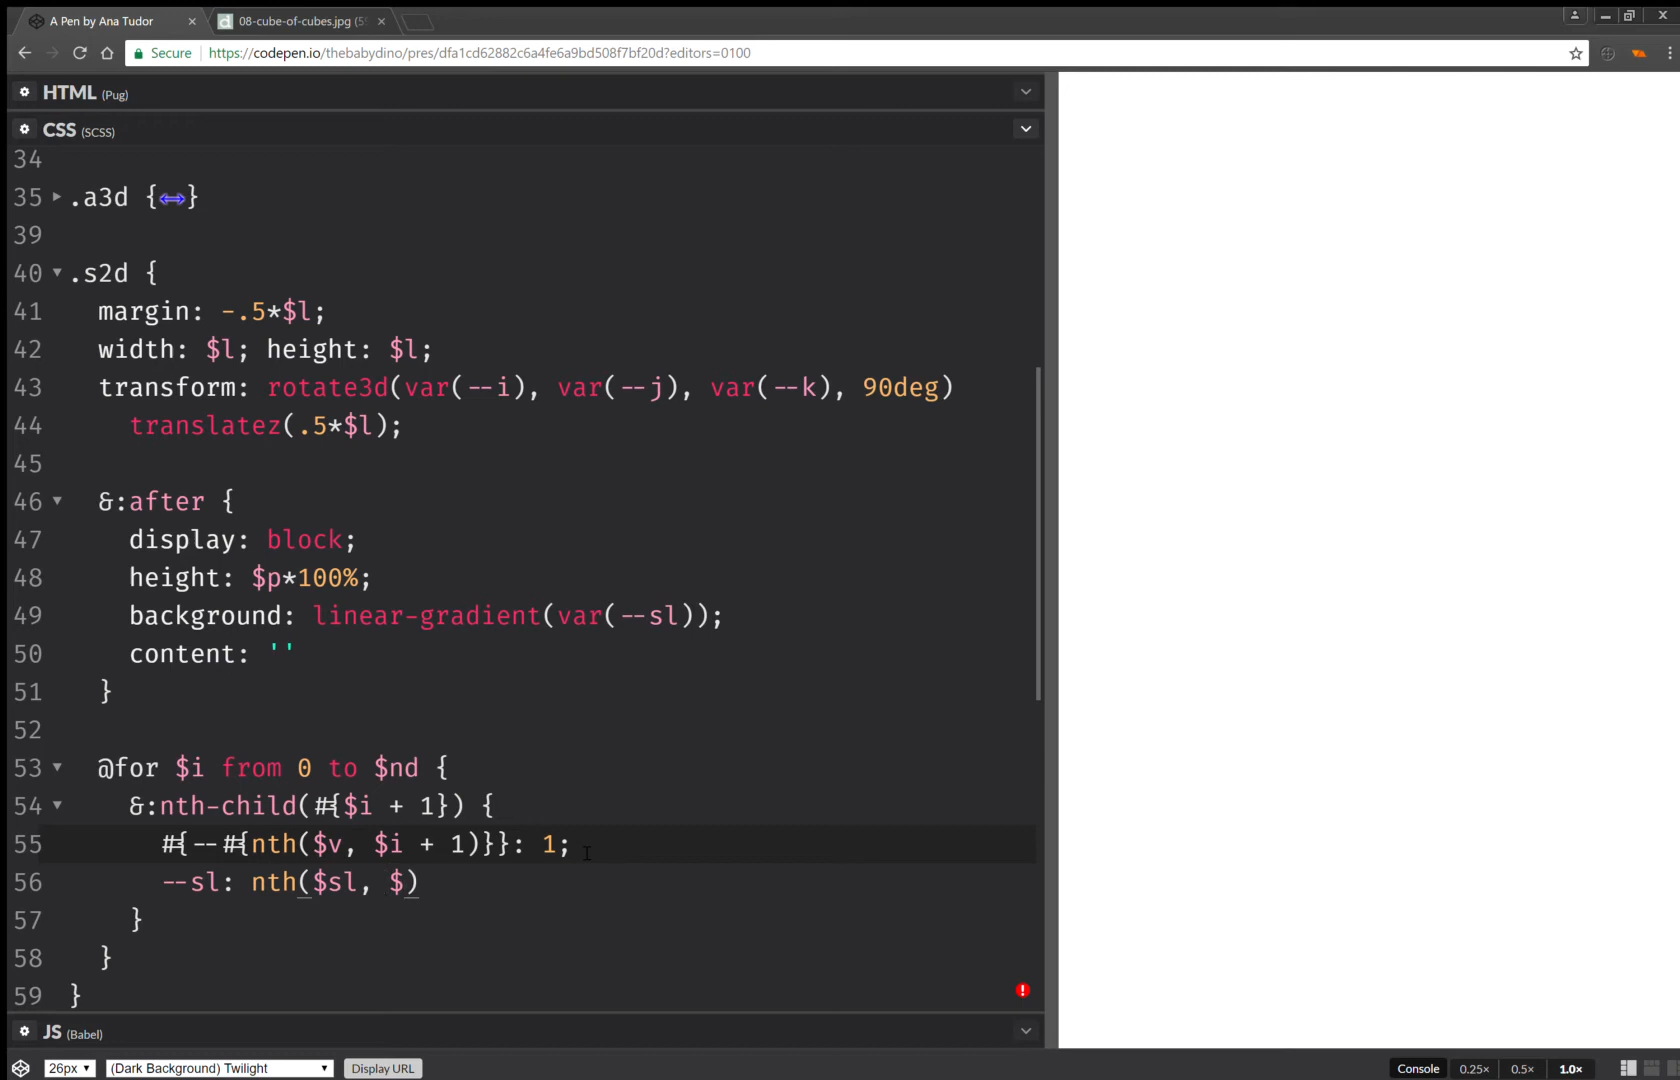 A Pen by Ana Tudor
08-cube-of-cubes.jpg (5
Secure https://codepen.io/thebabydino/pres/dfa1cd62882c6a4fe6a9bd508f7bf20d?editors=0100
HTML (Pug)
CSS (SCSS)
34
35 .a3d {↔}
39
40 .s2d {
41 margin: -.5*$l;
42 width: $l; height: $l;
43 transform: rotate3d(var(--i), var(--j), var(--k), 90deg)
44 translatez(.5*$l);
45
46 &:after {
47 display: block;
48 height: $p*100%;
49 background: linear-gradient(var(--sl));
50 content: ''
51 }
52
53 @for $i from 0 to $nd {
54 &:nth-child(#{$i + 1}) {
55 #{--#{nth($v, $i + 1)}}: 1;
56 --sl: nth($sl, $)
57 }
58 }
59 }
JS (Babel)
26px (Dark Background) Twilight Display URL Console 0.25× 0.5× 1.0×